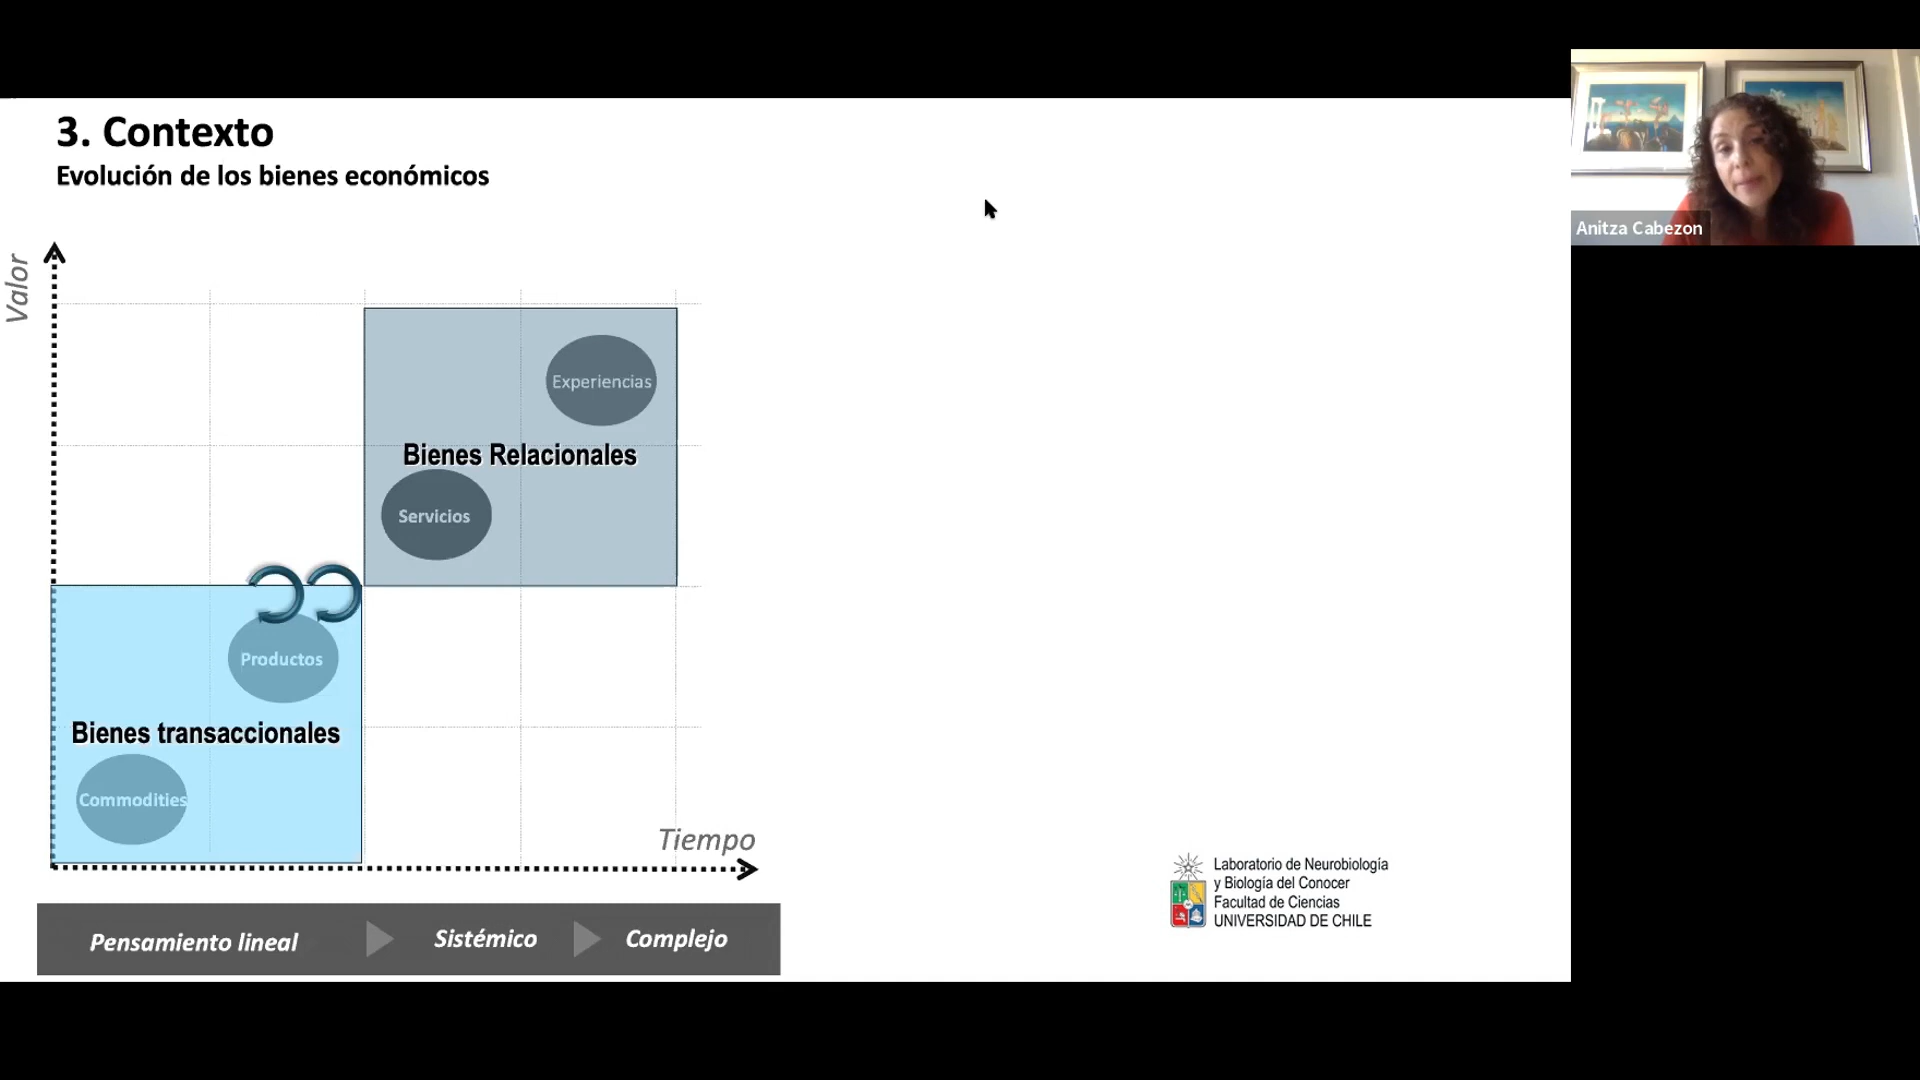 3. Contexto
Evolución de los bienes económicos
Anitza Cabezon
Valor
Experiencias
Bienes Relacionales
Servicios
Productos
Bienes transaccionales
Commodities
Tiempo
Laboratorio de Neurobiología
y Biología del Conocer
Facultad de Ciencias
UNIVERSIDAD DE CHILE
Pensamiento lineal
Sistémico
Complejo